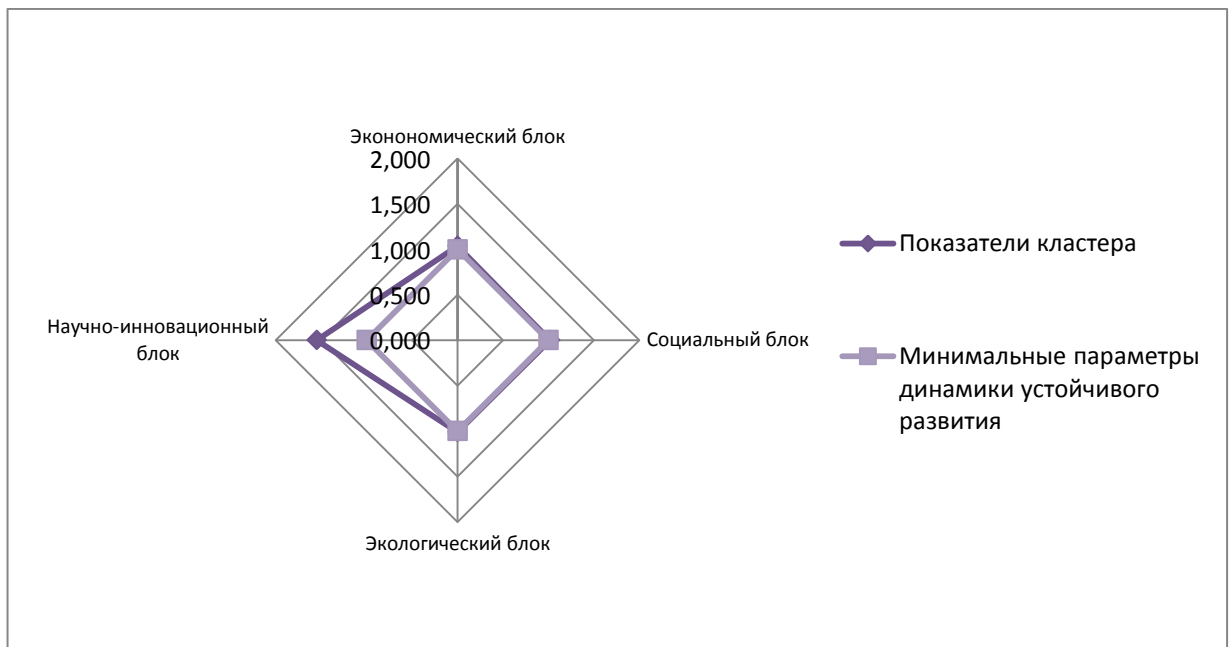 Экономомический блок
2,000
1,500
1,000
0,500
0,000
Научно-инновационный
блок
Социальный блок
Экологический блок
Показатели кластера
Минимальные параметры
динамики устойчивого
развития